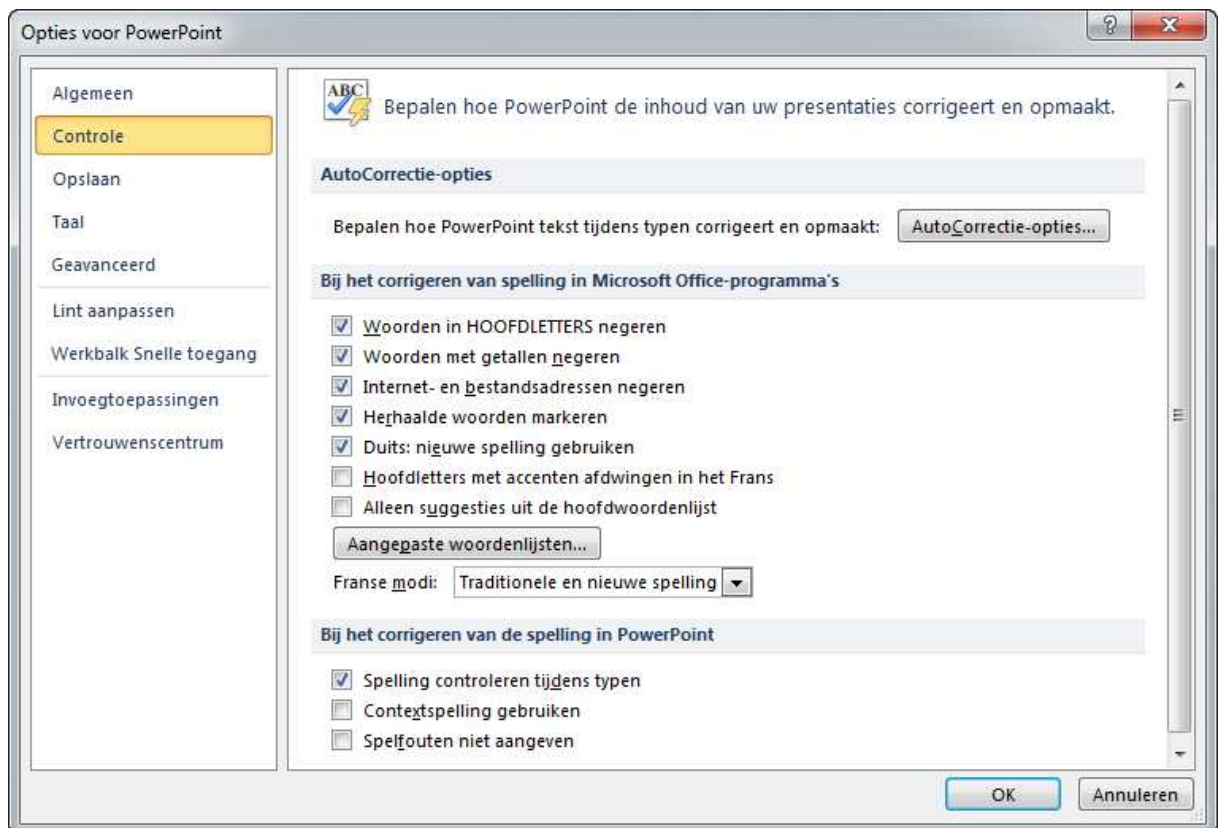 Opties voor PowerPoint
Algemeen
Controle
Opslaan
Taal
Geavanceerd
Lint aanpassen
Werkbalk Snelle toegang
Invoegtoepassingen
Vertrouwenscentrum
ABC
Bepalen hoe PowerPoint de inhoud van uw presentaties corrigeert en opmaakt.
AutoCorrectie-opties
Bepalen hoe PowerPoint tekst tijdens typen corrigeert en opmaakt: AutoCorrectie-opties...
Bij het corrigeren van spelling in Microsoft Office-programma's
Woorden in HOOFDLETTERS negeren
Woorden met getallen negeren
Internet- en bestandsadressen negeren
Herhaalde woorden markeren
Duits: nieuwe spelling gebruiken
Hoofdletters met accenten afdwingen in het Frans
Alleen suggesties uit de hoofdwoordenlijst
Aangepaste woordenlijsten...
Franse modi: Traditionele en nieuwe spelling
Bij het corrigeren van de spelling in PowerPoint
Spelling controleren tijdens typen
Contextspelling gebruiken
Spelfouten niet aangeven
OK Annuleren